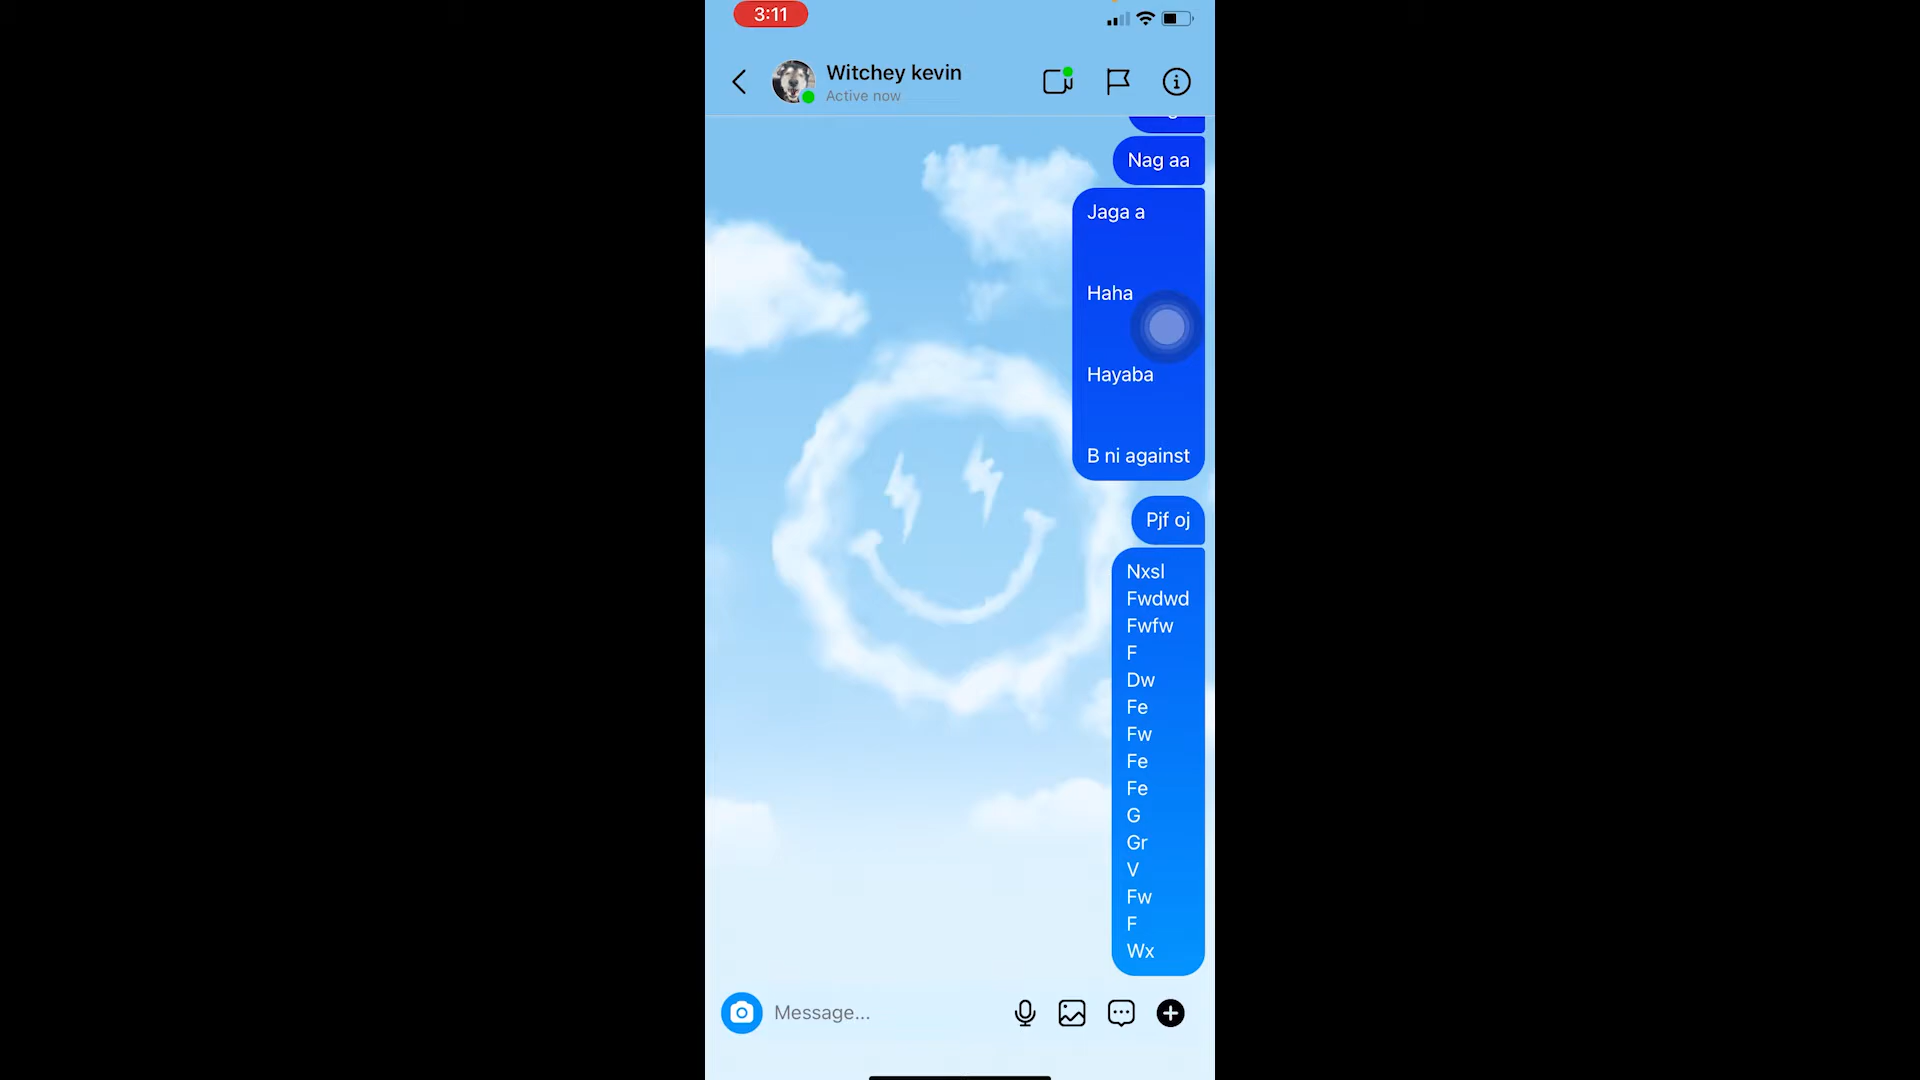 3:11
Witchey kevin
Active now
Nag aa
Jaga a
Haha
Hayaba
B ni against
Pjf oj
Nxsl
Fwdwd
Fwfw
F
Dw
Fe
Fw
Fe
Fe
G
Gr
V
Fw
F
Wx
Message...